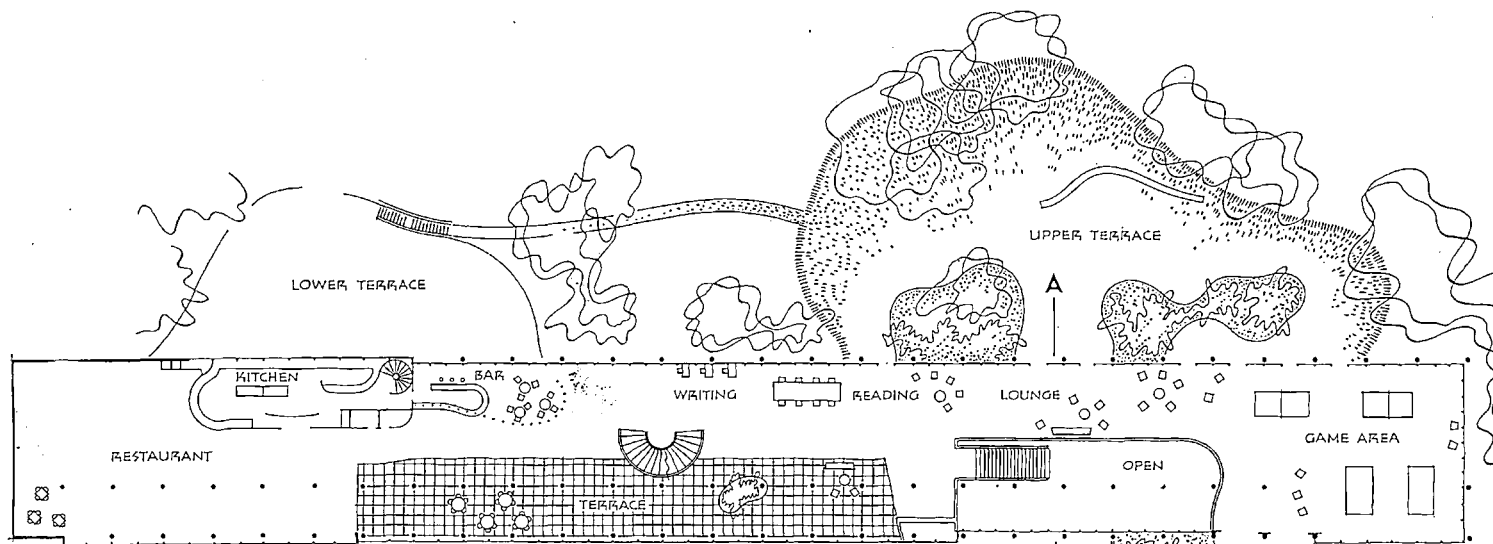 UPPER TERRACE
LOWER TERRACE
A
KITCHEN
BAR
WRITING
READING
LOUNGE
GAME AREA
RESTAURANT
OPEN
TERRACE